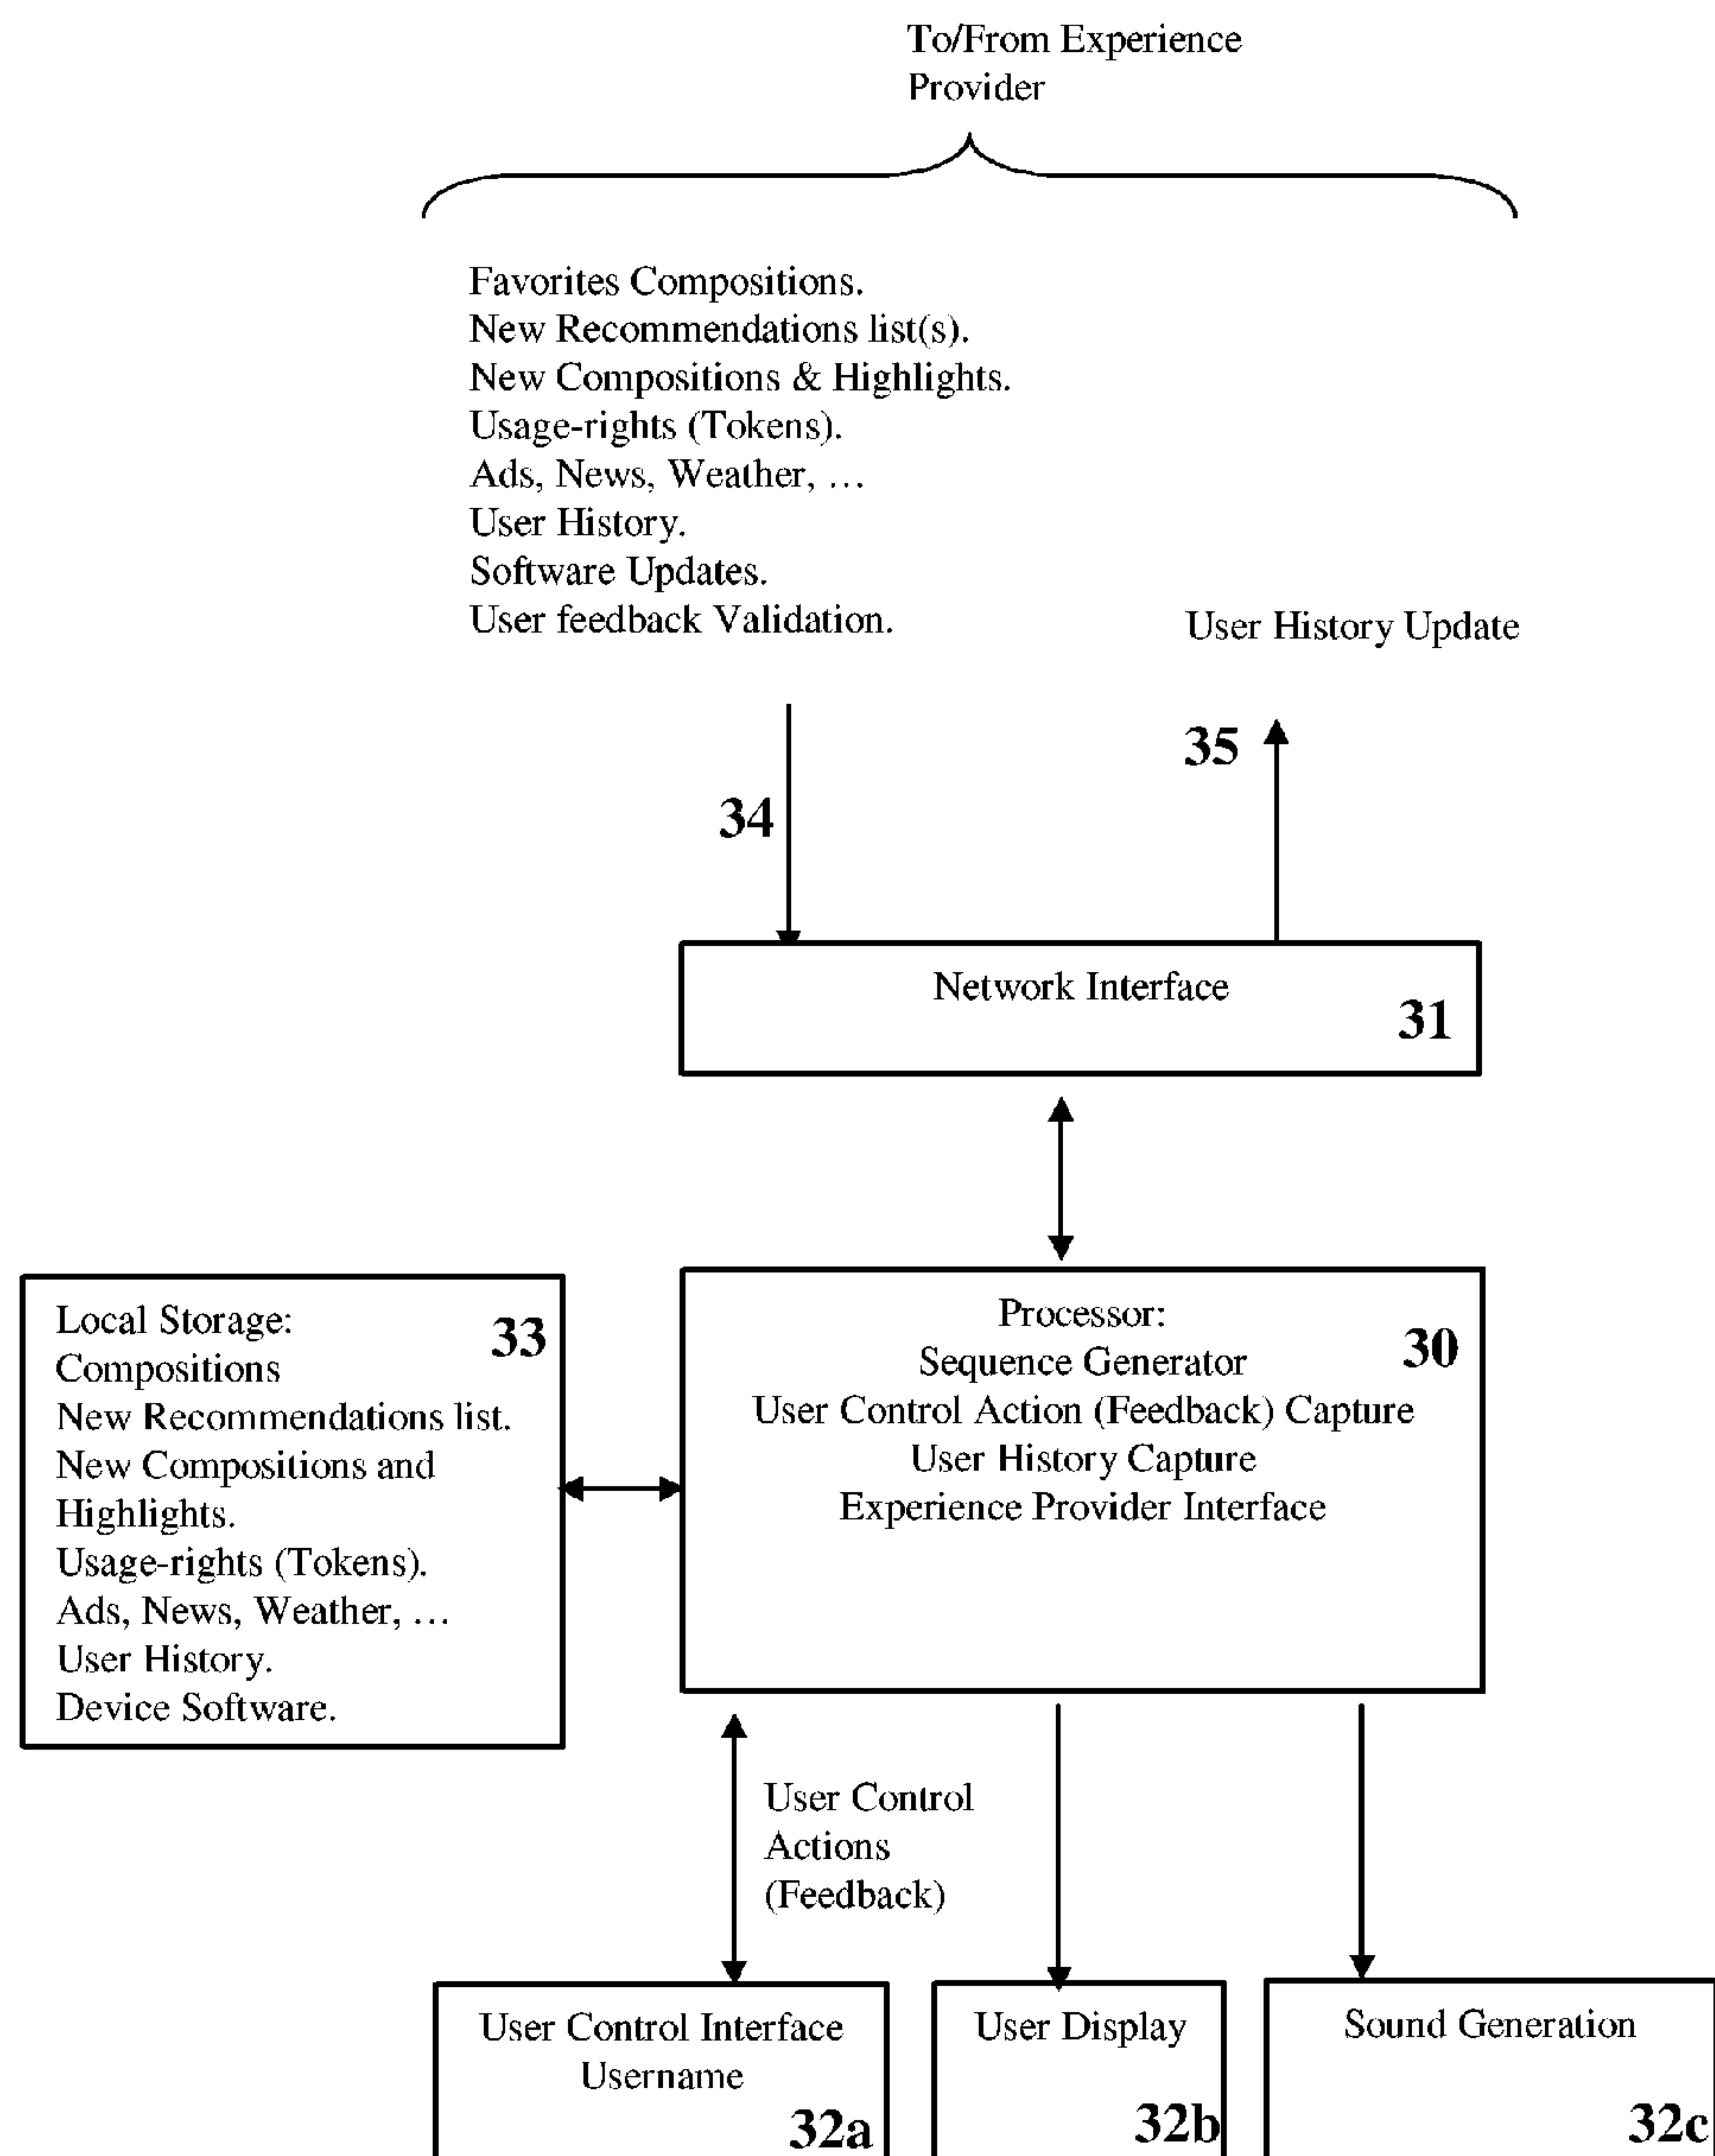 To/From Experience
Provider
Favorites Compositions.
New Recommendations list(s).
New Compositions & Highlights.
Usage-rights (Tokens).
Ads, News, Weather, …
User History.
Software Updates.
User feedback Validation.
User History Update
35
34
Network Interface
31
Local Storage:
33
Compositions
New Recommendations list.
New Compositions and
Highlights.
Usage-rights (Tokens).
Ads, News, Weather, …
User History.
Device Software.
Processor:
30
Sequence Generator
User Control Action (Feedback) Capture
User History Capture
Experience Provider Interface
User Control
Actions
(Feedback)
User Control Interface
Username
32a
User Display
32b
Sound Generation
32c